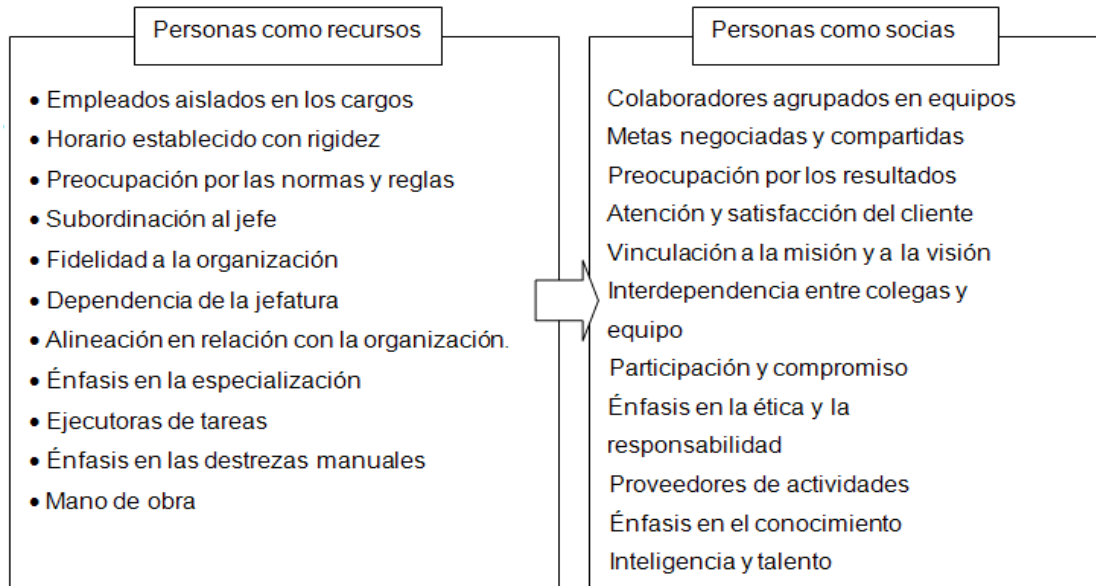 Personas como recursos
• Empleados aislados en los cargos
• Horario establecido con rigidez
• Preocupación por las normas y reglas
• Subordinación al jefe
• Fidelidad a la organización
• Dependencia de la jefatura
• Alineación en relación con la organización.
• Énfasis en la especialización
• Ejecutoras de tareas
• Énfasis en las destrezas manuales
• Mano de obra
Personas como socias
Colaboradores agrupados en equipos
Metas negociadas y compartidas
Preocupación por los resultados
Atención y satisfacción del cliente
Vinculación a la misión y a la visión
Interdependencia entre colegas y
equipo
Participación y compromiso
Énfasis en la ética y la
responsabilidad
Proveedores de actividades
Énfasis en el conocimiento
Inteligencia y talento